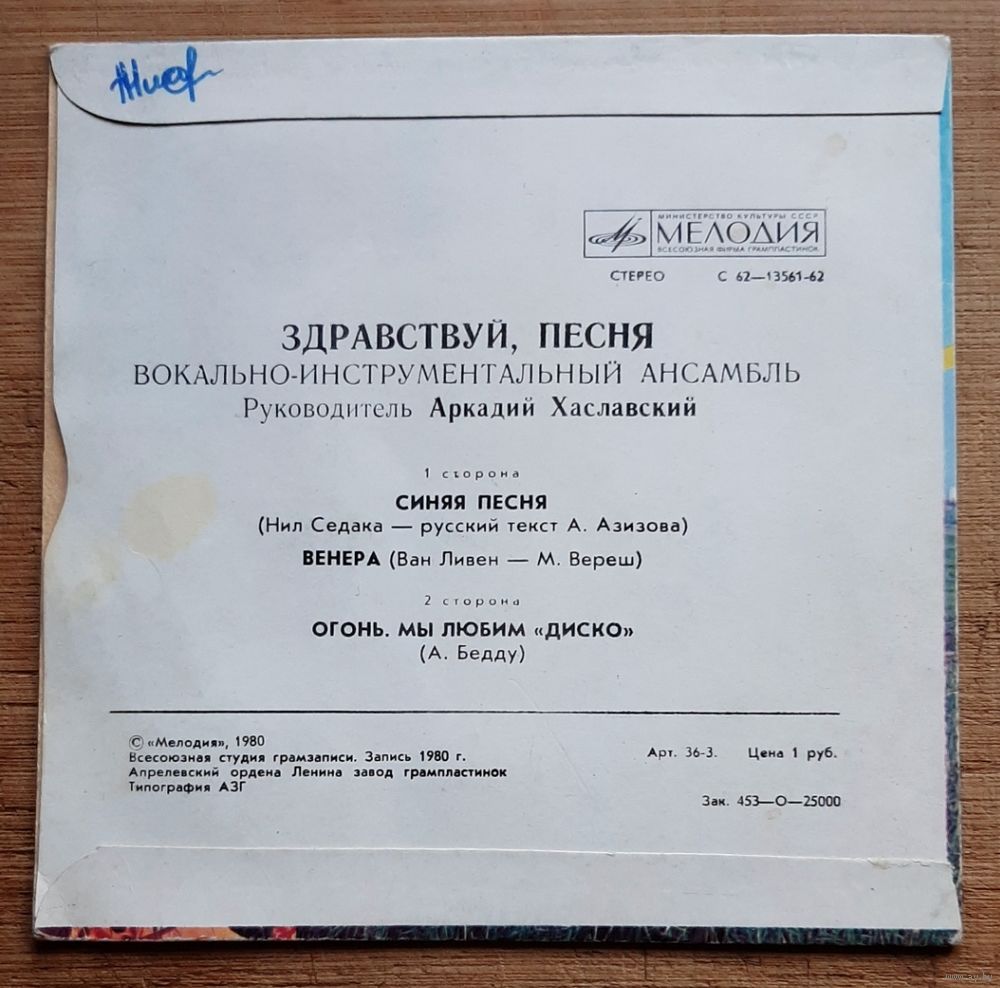 МИНИСТЕРСТВО КУЛЬТУРЫ СССР
МЕЛОДИЯ
ВСЕСОЮЗНАЯ ФИРМА ГРАМПЛАСТИНОК
СТЕРЕО С 62—13561-62
ЗДРАВСТВУЙ, ПЕСНЯ
ВОКАЛЬНО-ИНСТРУМЕНТАЛЬНЫЙ АНСАМБЛЬ
Руководитель Аркадий Хаславский
1 сторона
СИНЯЯ ПЕСНЯ
(Нил Седака — русский текст А. Азизова)
ВЕНЕРА (Ван Ливен — М. Вереш)
2 сторона
ОГОНЬ. МЫ ЛЮБИМ «ДИСКО»
(А. Бедду)
© «Мелодия», 1980
Всесоюзная студия грамзаписи. Запись 1980 г.
Апрелевский ордена Ленина завод грампластинок
Типография АЗГ
Арт. 36-3. Цена 1 руб.
Зак. 453—О—25000
www.ay.by